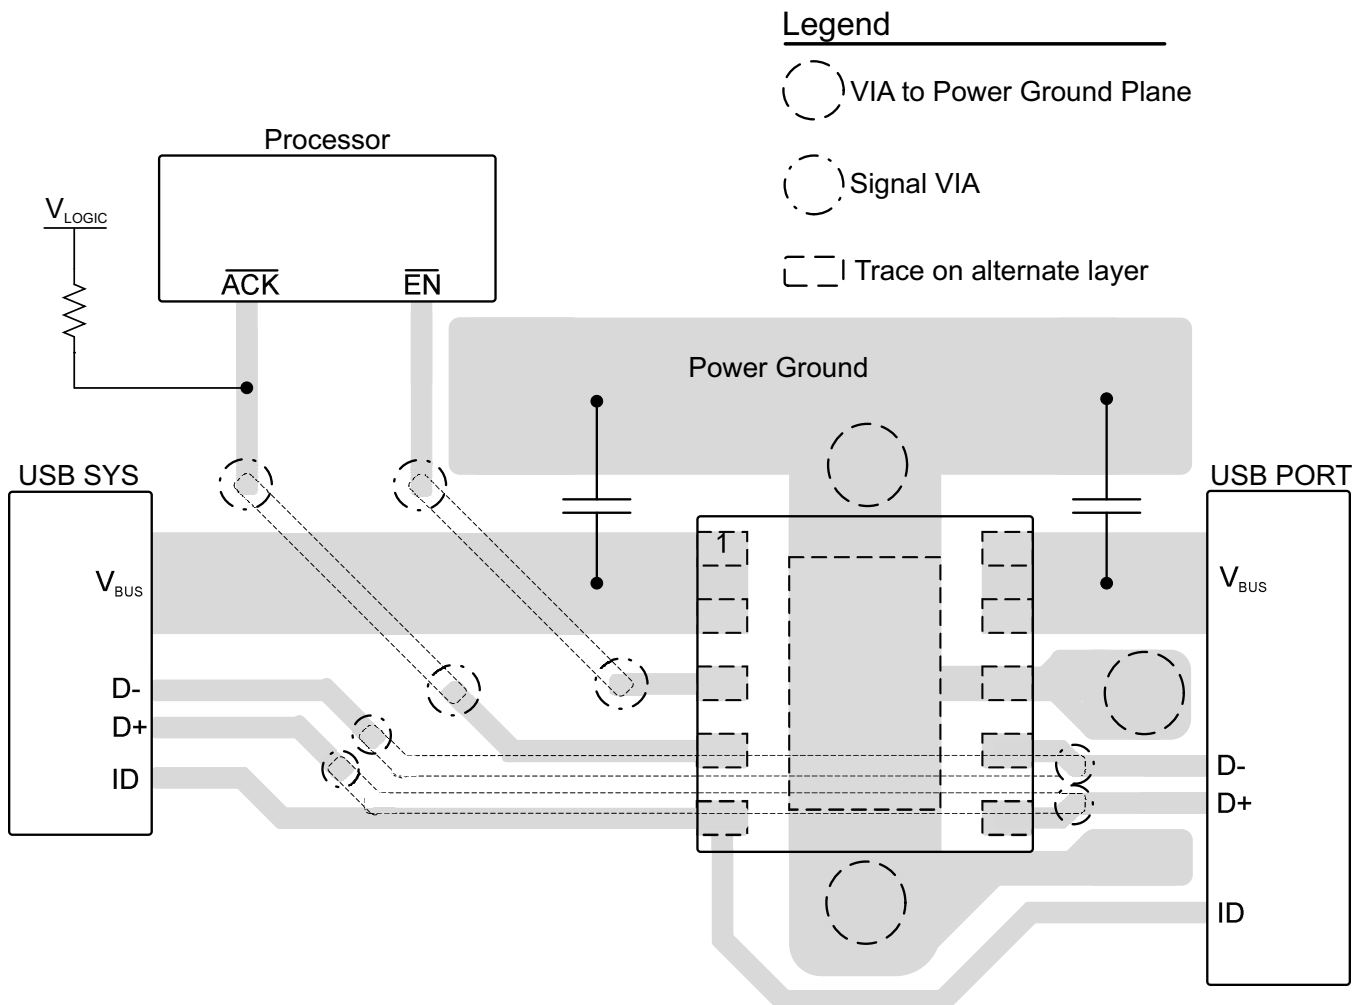 Legend
VIA to Power Ground Plane
Signal VIA
Trace on alternate layer
Processor
VLOGIC
ACK
EN
Power Ground
USB SYS
USB PORT
1
VBUS
VBUS
D-
D+
ID
D-
D+
ID